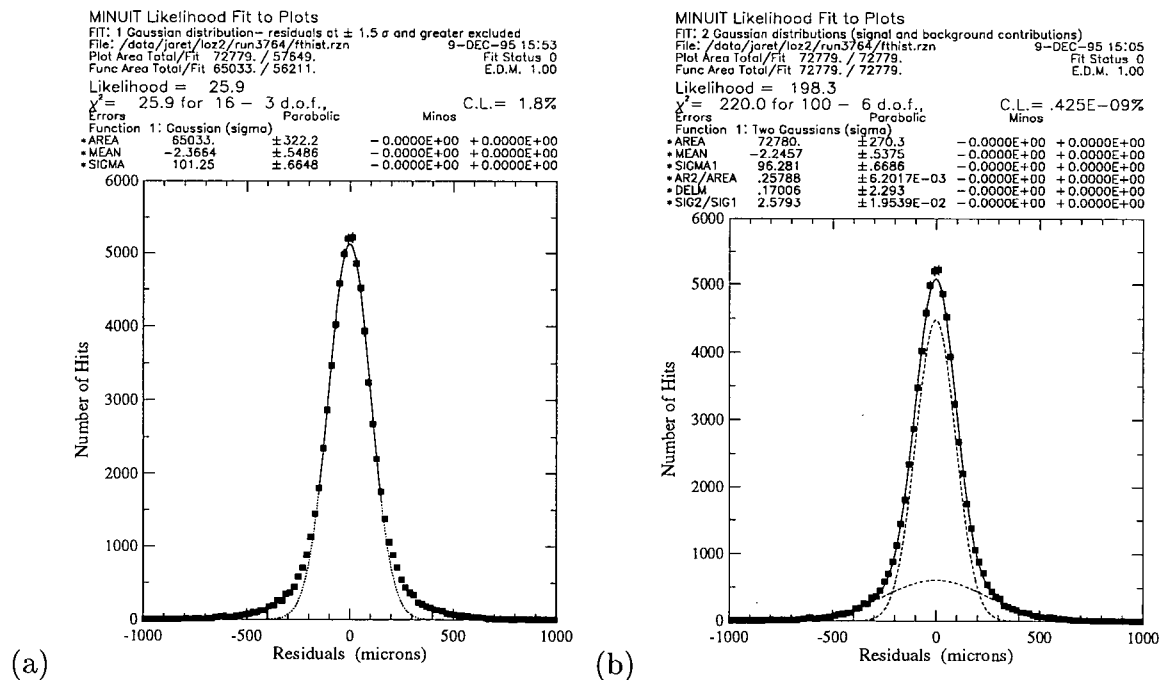 MINUIT Likelihood Fit to Plots
FIT: 1 Gaussian distribution– residuals at ± 1.5 σ and greater excluded
File: /data/jaret/loz2/run3764/fthist.rzn 9-DEC-95 15:53
Plot Area Total/Fit 72779. / 57649. Fit Status 0
Func Area Total/Fit 65033. / 56211. E.D.M. 1.00
Likelihood = 25.9
χ²= 25.9 for 16 – 3 d.o.f., C.L.= 1.8%
Errors Parabolic Minos
Function 1: Gaussian (sigma)
*AREA 65033. ±322.2 −0.0000E+00 +0.0000E+00
*MEAN −2.3664 ±.5486 −0.0000E+00 +0.0000E+00
*SIGMA 101.25 ±.6648 −0.0000E+00 +0.0000E+00
6000
5000
4000
3000
2000
1000
0
Number of Hits
-1000 -500 0 500 1000
Residuals (microns)
(a)
MINUIT Likelihood Fit to Plots
FIT: 2 Gaussian distributions (signal and background contributions)
File: /data/jaret/loz2/run3764/fthist.rzn 9-DEC-95 15:05
Plot Area Total/Fit 72779. / 72779. Fit Status 0
Func Area Total/Fit 72779. / 72779. E.D.M. 1.00
Likelihood = 198.3
χ²= 220.0 for 100 – 6 d.o.f., C.L.= .425E–09%
Errors Parabolic Minos
Function 1: Two Gaussians (sigma)
*AREA 72780. ±270.3 −0.0000E+00 +0.0000E+00
*MEAN −2.2457 ±.5375 −0.0000E+00 +0.0000E+00
*SIGMA1 96.281 ±.6686 −0.0000E+00 +0.0000E+00
*AR2/AREA .25788 ±6.2017E−03 −0.0000E+00 +0.0000E+00
*DELM .17006 ±2.293 −0.0000E+00 +0.0000E+00
*SIG2/SIG1 2.5793 ±1.9539E−02 −0.0000E+00 +0.0000E+00
6000
5000
4000
3000
2000
1000
0
Number of Hits
-1000 -500 0 500 1000
Residuals (microns)
(b)